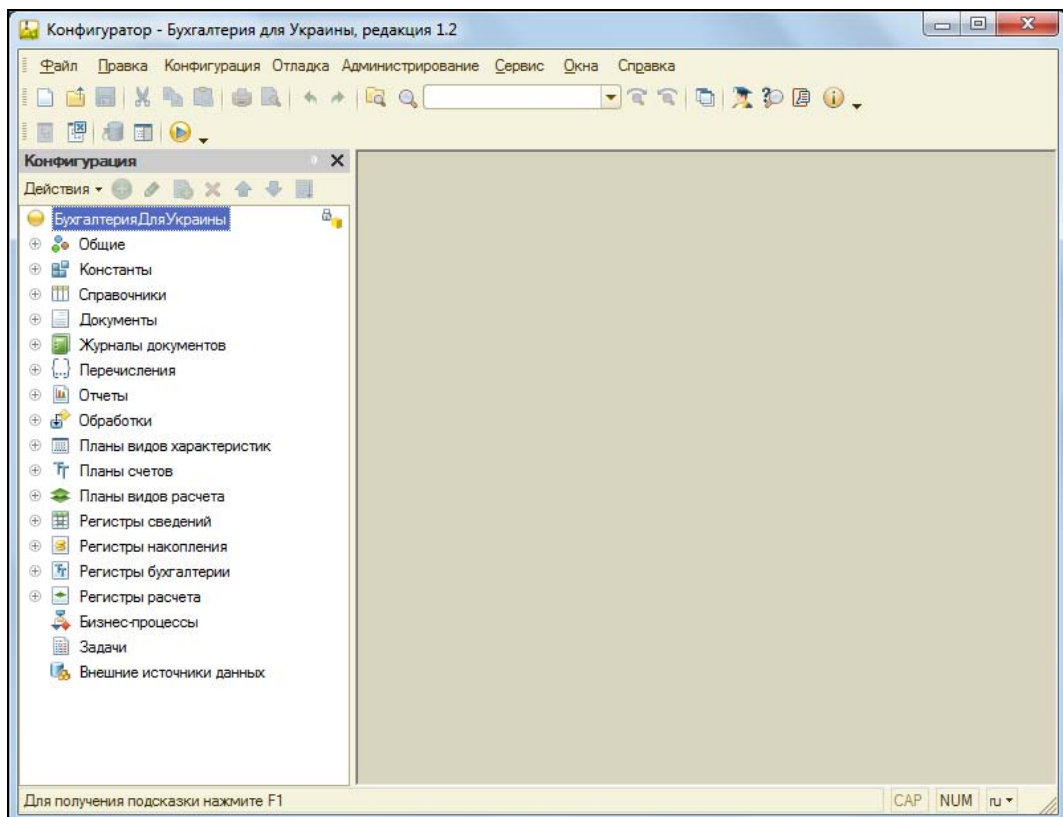 Конфигуратор - Бухгалтерия для Украины, редакция 1.2
Файл Правка Конфигурация Отладка Администрирование Сервис Окна Справка
Конфигурация
Действия
БухгалтерияДляУкраины
Общие
Константы
Справочники
Документы
Журналы документов
Перечисления
Отчеты
Обработки
Планы видов характеристик
Планы счетов
Планы видов расчета
Регистры сведений
Регистры накопления
Регистры бухгалтерии
Регистры расчета
Бизнес-процессы
Задачи
Внешние источники данных
Для получения подсказки нажмите F1 CAP NUM ru